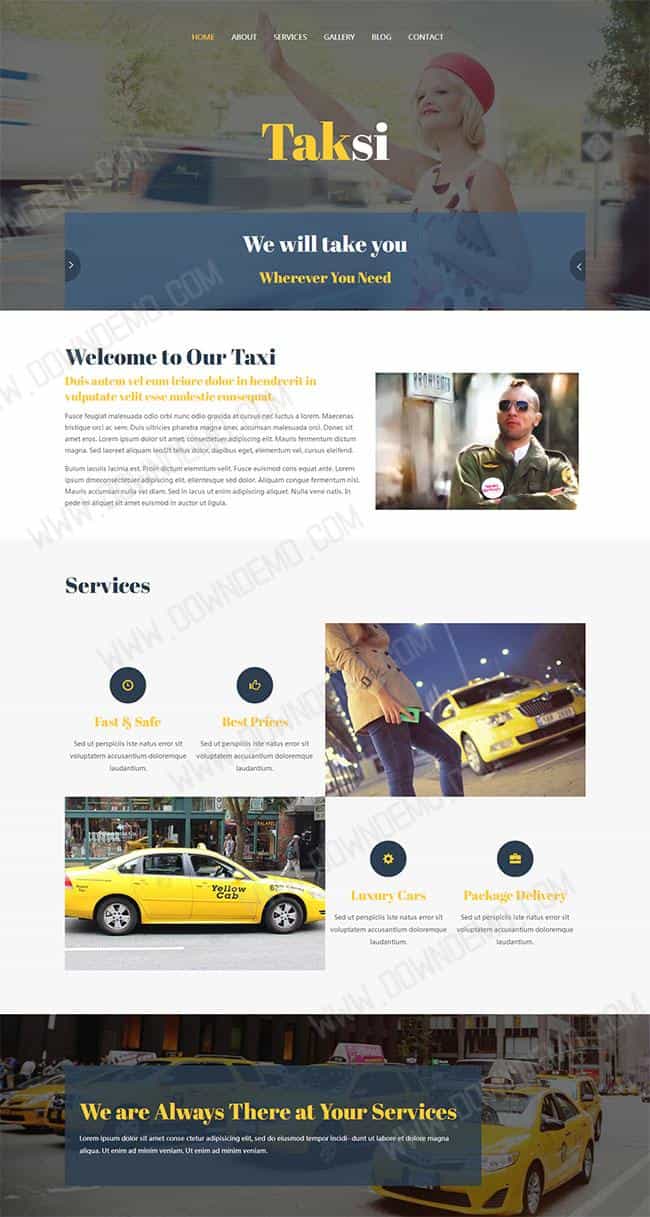 HOME ABOUT SERVICES GALLERY BLOG CONTACT
Taksi
We will take you
Wherever You Need
Welcome to Our Taxi
Duis autem vel eum iriure dolor in hendrerit in
vulputate velit esse molestie consequat.
Fusce feugiat malesuada odio orbi nunc odio gravida at cursus nec luctus a lorem. Maecenas
tristique orci ac sem. Duis ultricies pharetra magna onec accumsan malesuada orci. Donec sit
amet eros. Lorem ipsum dolor sit amet, consectetuer adipiscing elit. Mauris fermentum dictum
magna. Sed laoreet aliquam leo.Ut tellus dolor, dapibus eget, elementum vel, cursus eleifend.
Bulum iaculis lacinia est. Proin dictum elemntum velit. Fusce euismod cons equat ante. Lorem
ipsum dmeconsectetuer adipiscing elit, ellentesque sed dolor. Aliquam congue fermentum nisl.
Mauris accumsan nulla vel diam. Sed in lacus ut enim adipiscing aliquet. Nulla vene natis. In
pede mi aliquet sit amet euismod in auctor ut ligula.
Services
Fast & Safe
Sed ut perspiciis iste natus error sit
voluptatem accusantium doloremque
laudantium.
Best Prices
Sed ut perspiciis iste natus error sit
voluptatem accusantium doloremque
laudantium.
Yellow
Cab
Luxury Cars
Sed ut perspiciis iste natus error sit
voluptatem accusantium doloremque
laudantium.
Package Delivery
Sed ut perspiciis iste natus error sit
voluptatem accusantium doloremque
laudantium.
We are Always There at Your Services
Lorem ipsum dolor sit amet conse ctetur adipisicing elit, sed do eiusmod tempor incidi- dunt ut labore et dolore magna
aliqua. Ut enim ad minim veniam. Ut enim ad minim veniam.
WWW.DOWNDEMO.COM